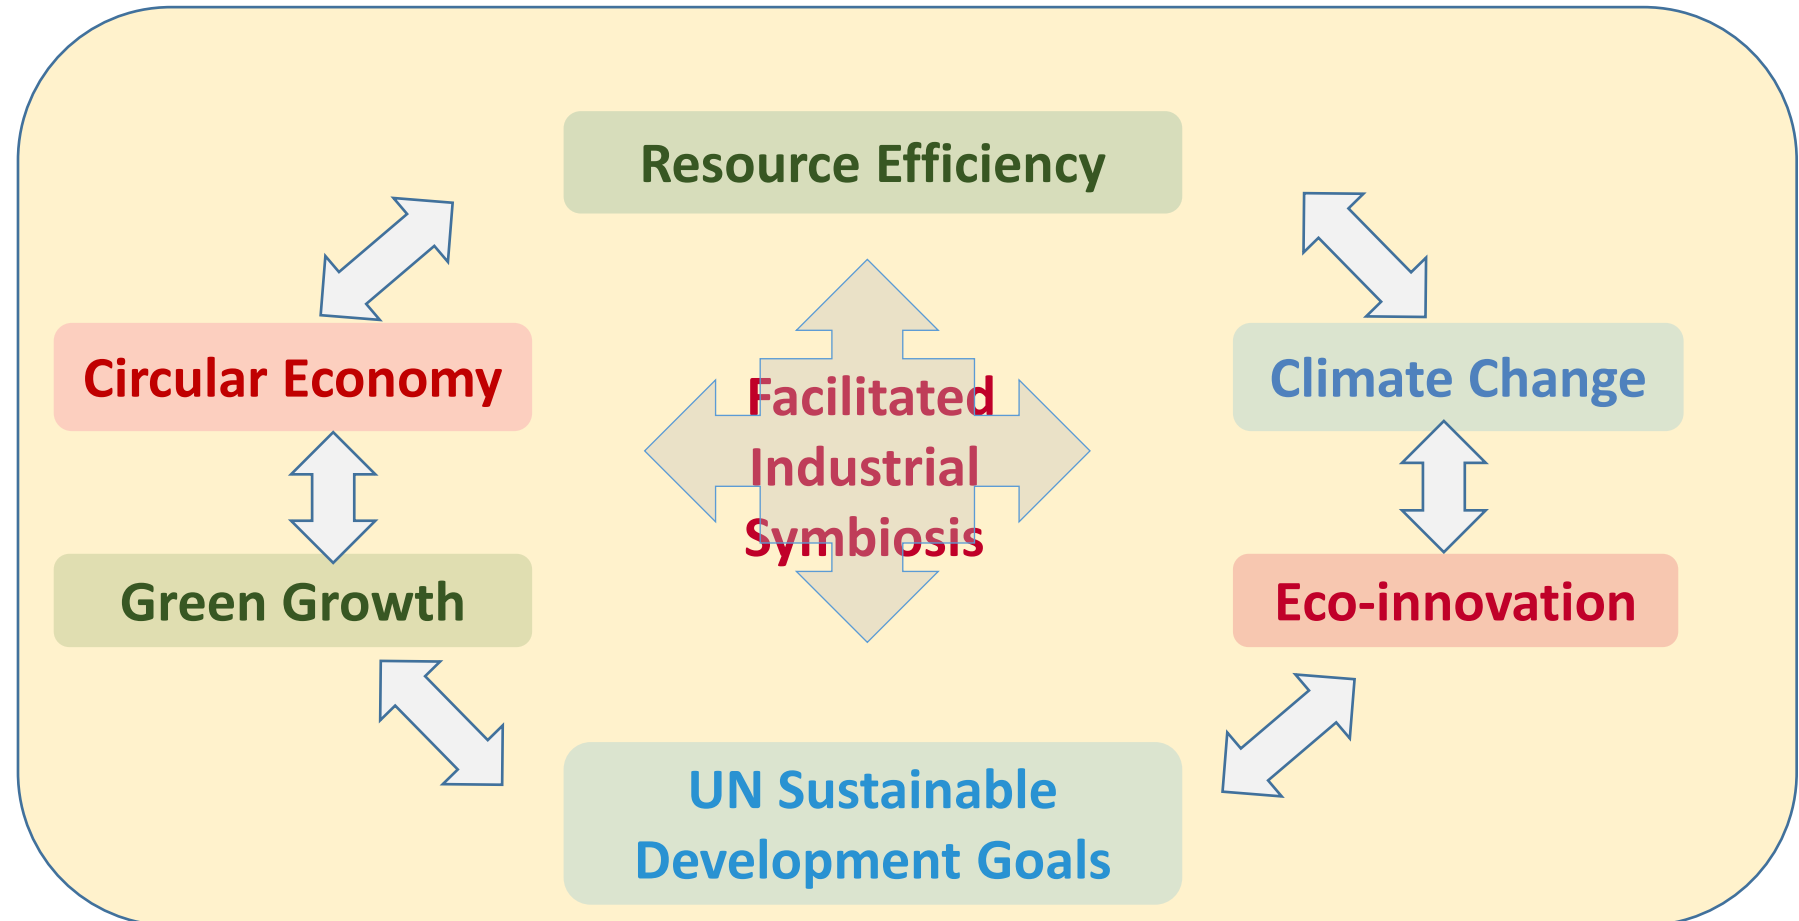 Resource Efficiency
Circular Economy
Climate Change
Facilitated
Industrial
Symbiosis
Green Growth
Eco-innovation
UN Sustainable
Development Goals